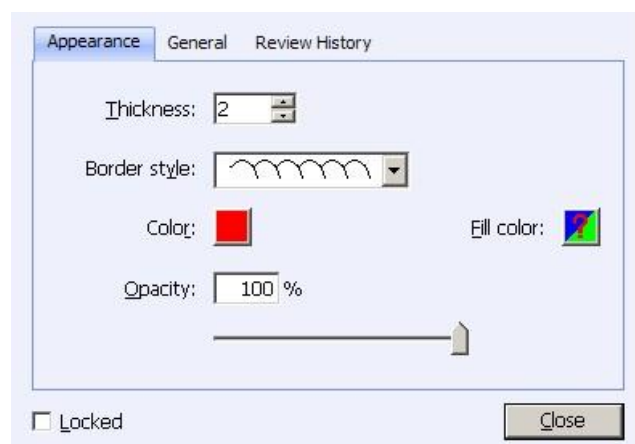 Appearance General Review History
Thickness: 2
Border style:
Color: Fill color: ?
Opacity: 100 %
Locked Close